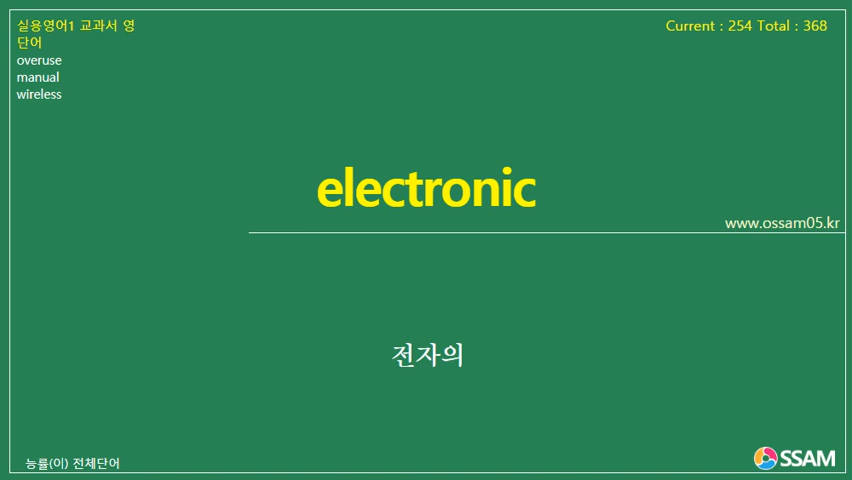 실용영어1 교과서 영
단어
overuse
manual
wireless
Current : 254 Total : 368
electronic
www.ossam05.kr
전자의
능률(이) 전체단어
OSSAM